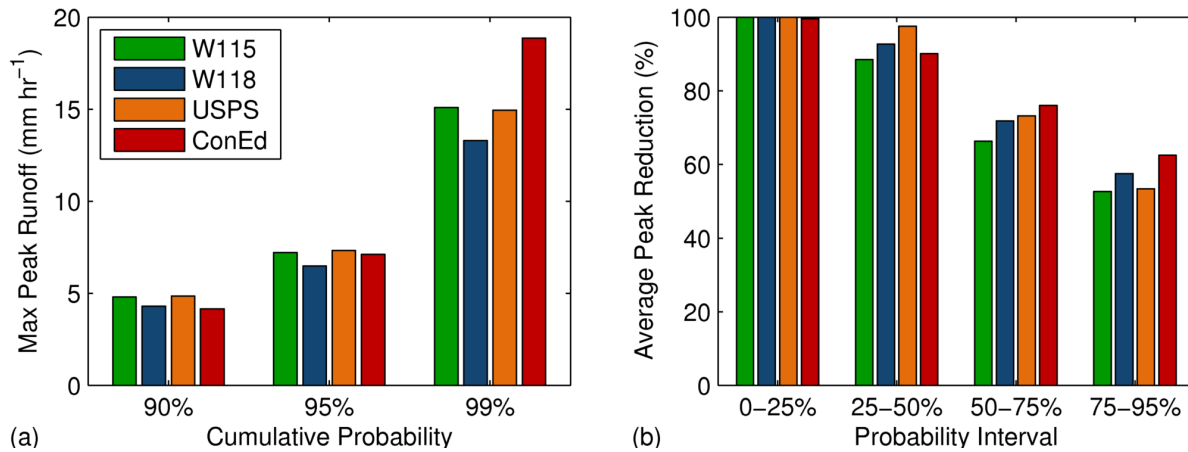 20
15
10
5
0
Max Peak Runoff (mm hr⁻¹)
W115
W118
USPS
ConEd
90% 95% 99%
(a) Cumulative Probability
100
80
60
40
20
0
Average Peak Reduction (%)
0−25% 25−50% 50−75% 75−95%
(b) Probability Interval